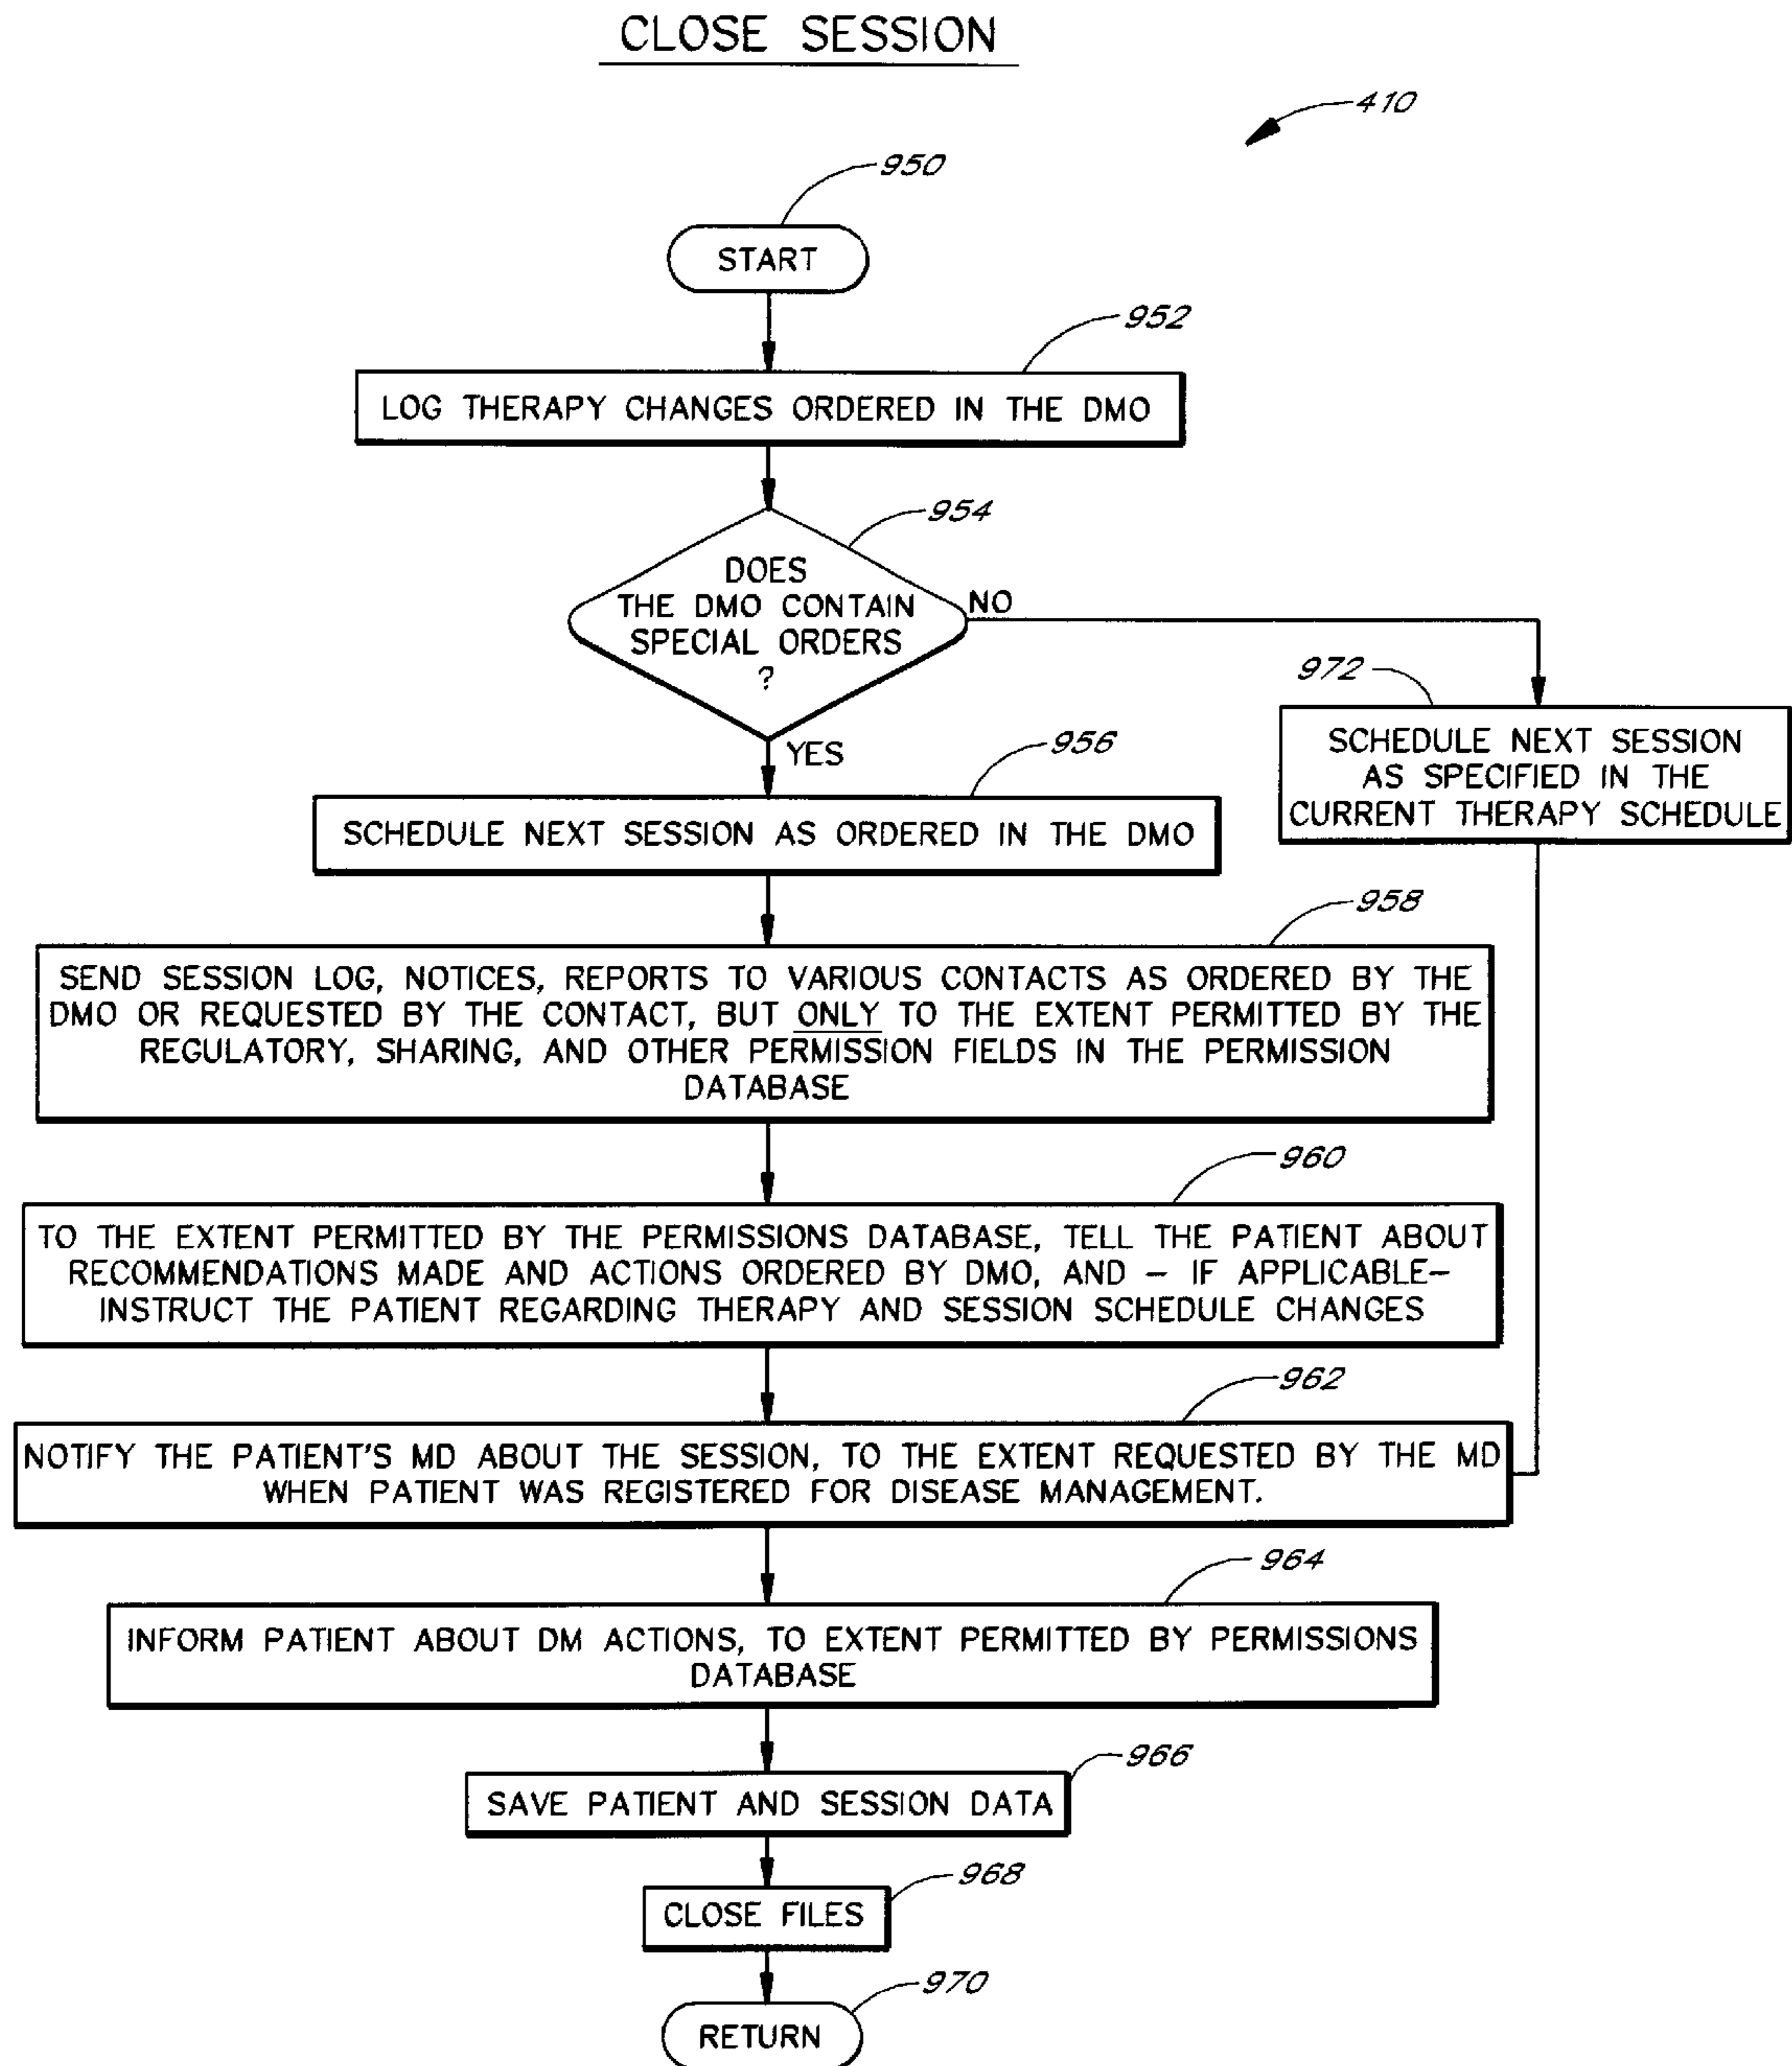 CLOSE SESSION
410
950
START
952
LOG THERAPY CHANGES ORDERED IN THE DMO
954
DOES
THE DMO CONTAIN
SPECIAL ORDERS
?
NO
YES
972
SCHEDULE NEXT SESSION
AS SPECIFIED IN THE
CURRENT THERAPY SCHEDULE
956
SCHEDULE NEXT SESSION AS ORDERED IN THE DMO
958
SEND SESSION LOG, NOTICES, REPORTS TO VARIOUS CONTACTS AS ORDERED BY THE
DMO OR REQUESTED BY THE CONTACT, BUT ONLY TO THE EXTENT PERMITTED BY THE
REGULATORY, SHARING, AND OTHER PERMISSION FIELDS IN THE PERMISSION
DATABASE
960
TO THE EXTENT PERMITTED BY THE PERMISSIONS DATABASE, TELL THE PATIENT ABOUT
RECOMMENDATIONS MADE AND ACTIONS ORDERED BY DMO, AND – IF APPLICABLE–
INSTRUCT THE PATIENT REGARDING THERAPY AND SESSION SCHEDULE CHANGES
962
NOTIFY THE PATIENT'S MD ABOUT THE SESSION, TO THE EXTENT REQUESTED BY THE MD
WHEN PATIENT WAS REGISTERED FOR DISEASE MANAGEMENT.
964
INFORM PATIENT ABOUT DM ACTIONS, TO EXTENT PERMITTED BY PERMISSIONS
DATABASE
966
SAVE PATIENT AND SESSION DATA
968
CLOSE FILES
970
RETURN